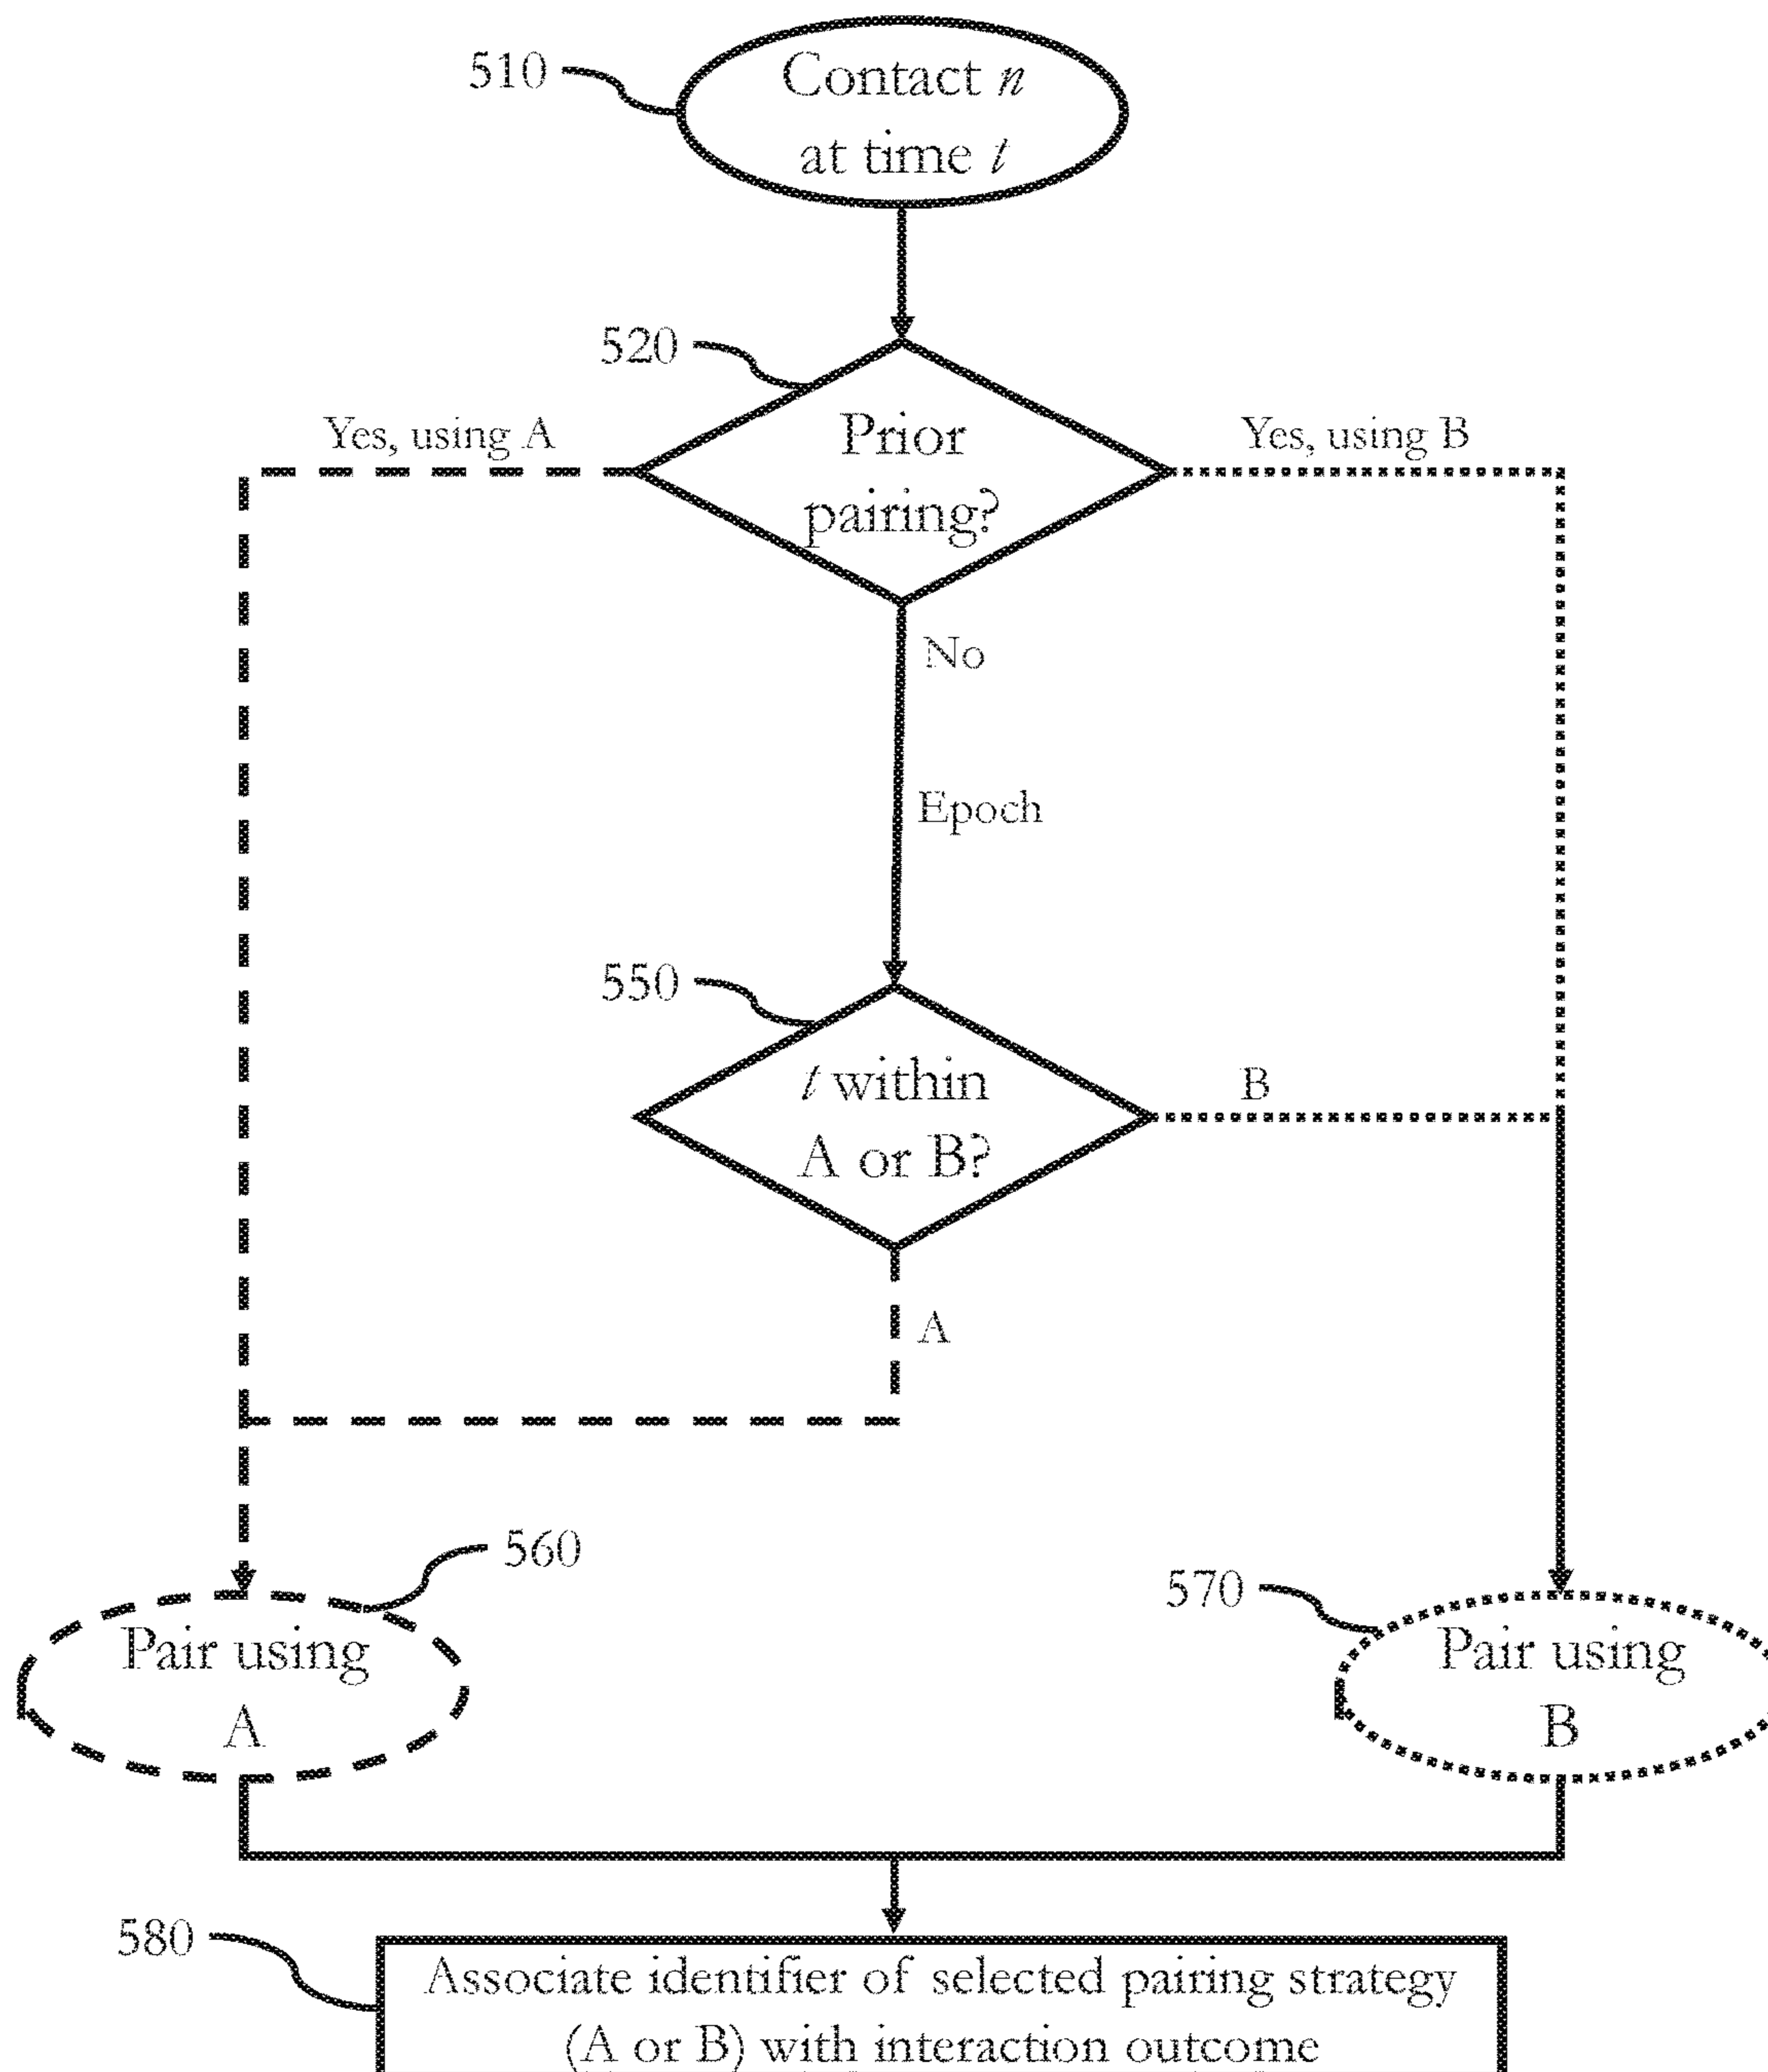 510
Contact n
at time t
520
Yes, using A
Prior
pairing?
Yes, using B
No
Epoch
550
t within
A or B?
B
A
560
570
Pair using
A
Pair using
B
580
Associate identifier of selected pairing strategy
(A or B) with interaction outcome